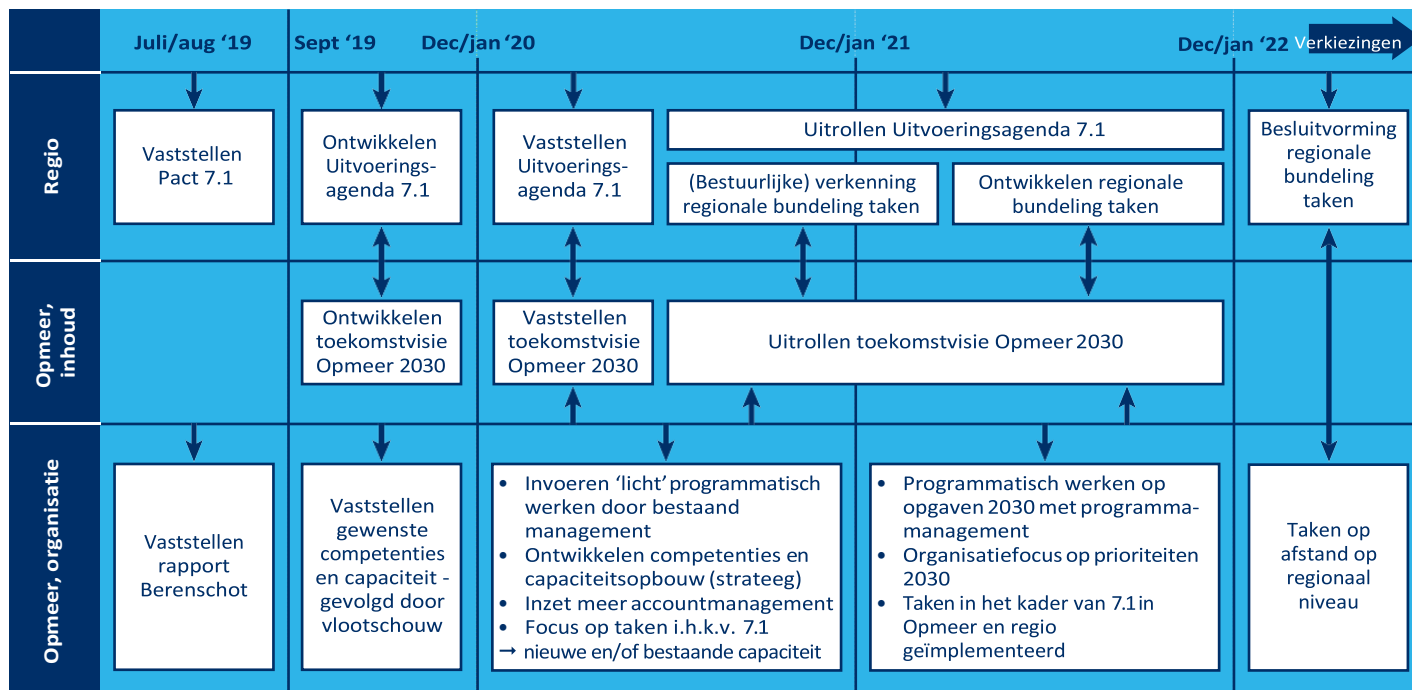 Juli/aug ‘19
Sept ‘19
Dec/jan ‘20
Dec/jan ‘21
Dec/jan ‘22
Verkiezingen
Regio
Vaststellen
Pact 7.1
Ontwikkelen
Uitvoerings-
agenda 7.1
Vaststellen
Uitvoerings-
agenda 7.1
Uitrollen Uitvoeringsagenda 7.1
(Bestuurlijke) verkenning
regionale bundeling taken
Ontwikkelen regionale
bundeling taken
Besluitvorming
regionale
bundeling
taken
Opmeer,
inhoud
Ontwikkelen
toekomstvisie
Opmeer 2030
Vaststellen
toekomstvisie
Opmeer 2030
Uitrollen toekomstvisie Opmeer 2030
Opmeer, organisatie
Vaststellen
rapport
Berenschot
Vaststellen
gewenste
competenties
en capaciteit -
gevolgd door
vlootschouw
• Invoeren ‘licht’ programmatisch
werken door bestaand
management
• Ontwikkelen competenties en
capaciteitsopbouw (strateeg)
• Inzet meer accountmanagement
• Focus op taken i.h.k.v. 7.1
→ nieuwe en/of bestaande capaciteit
• Programmatisch werken op
opgaven 2030 met programma-
management
• Organisatiefocus op prioriteiten
2030
• Taken in het kader van 7.1 in
Opmeer en regio
geïmplementeerd
Taken op
afstand op
regionaal
niveau